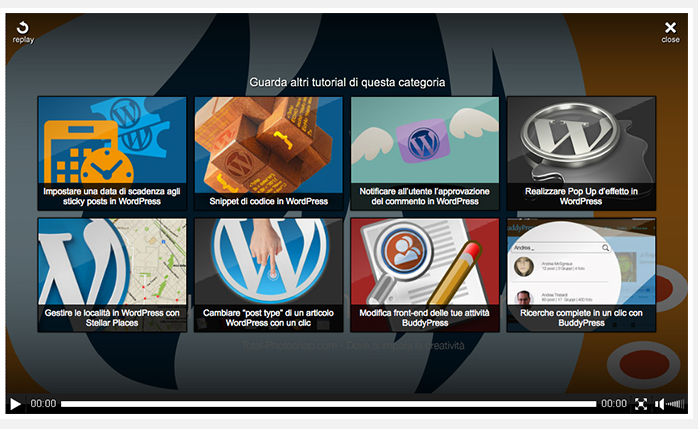 replay
close
Guarda altri tutorial di questa categoria
Impostare una data di scadenza agli
sticky posts in WordPress
Snippet di codice in WordPress
Notificare all'utente l'approvazione
del commento in WordPress
Realizzare Pop Up d'effetto in
WordPress
BuddyPress
Andrea
Gestire le località in WordPress con
Stellar Places
Cambiare "post type" di un articolo
WordPress con un clic
Modifica front-end delle tue attività
BuddyPress
Ricerche complete in un clic con
BuddyPress
creatività
00:00
00:00